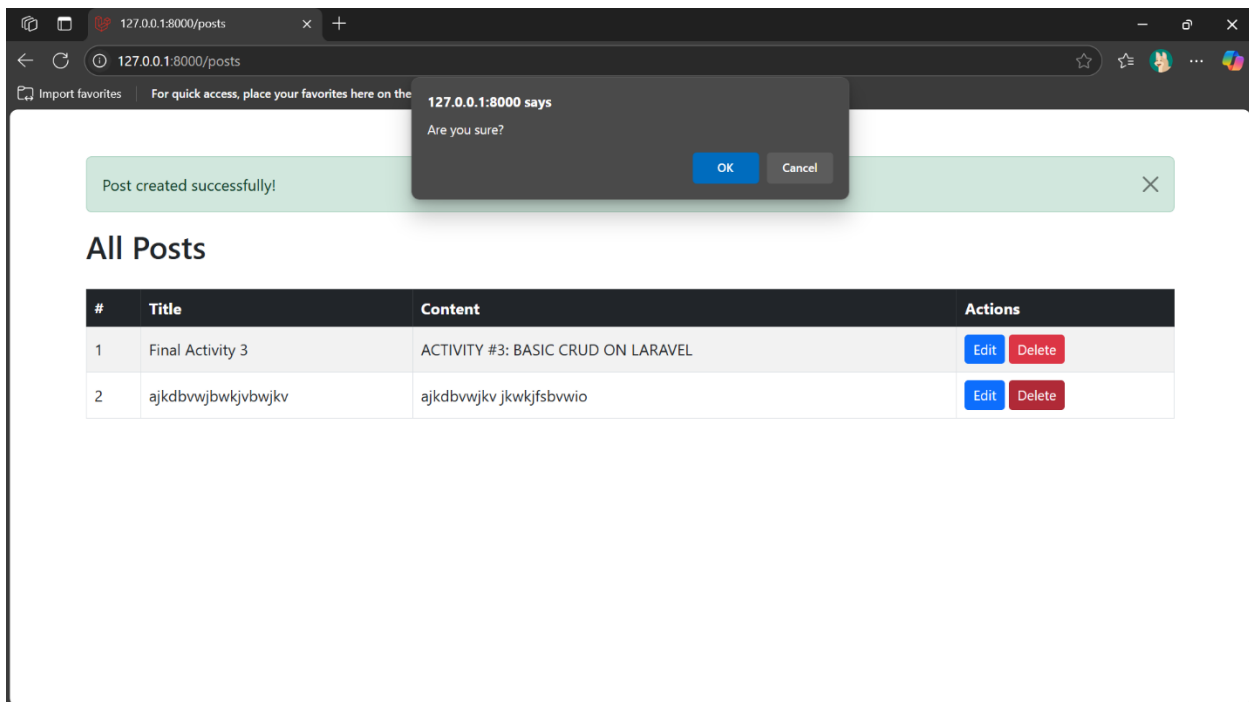 127.0.0.1:8000/posts
127.0.0.1:8000/posts
Import favorites For quick access, place your favorites here on the
127.0.0.1:8000 says
Are you sure?
OK Cancel
Post created successfully!
All Posts
# Title Content Actions
1 Final Activity 3 ACTIVITY #3: BASIC CRUD ON LARAVEL Edit Delete
2 ajkdbvwjbwkjvbwjkv ajkdbvwjkv jkwkjfsbvwio Edit Delete